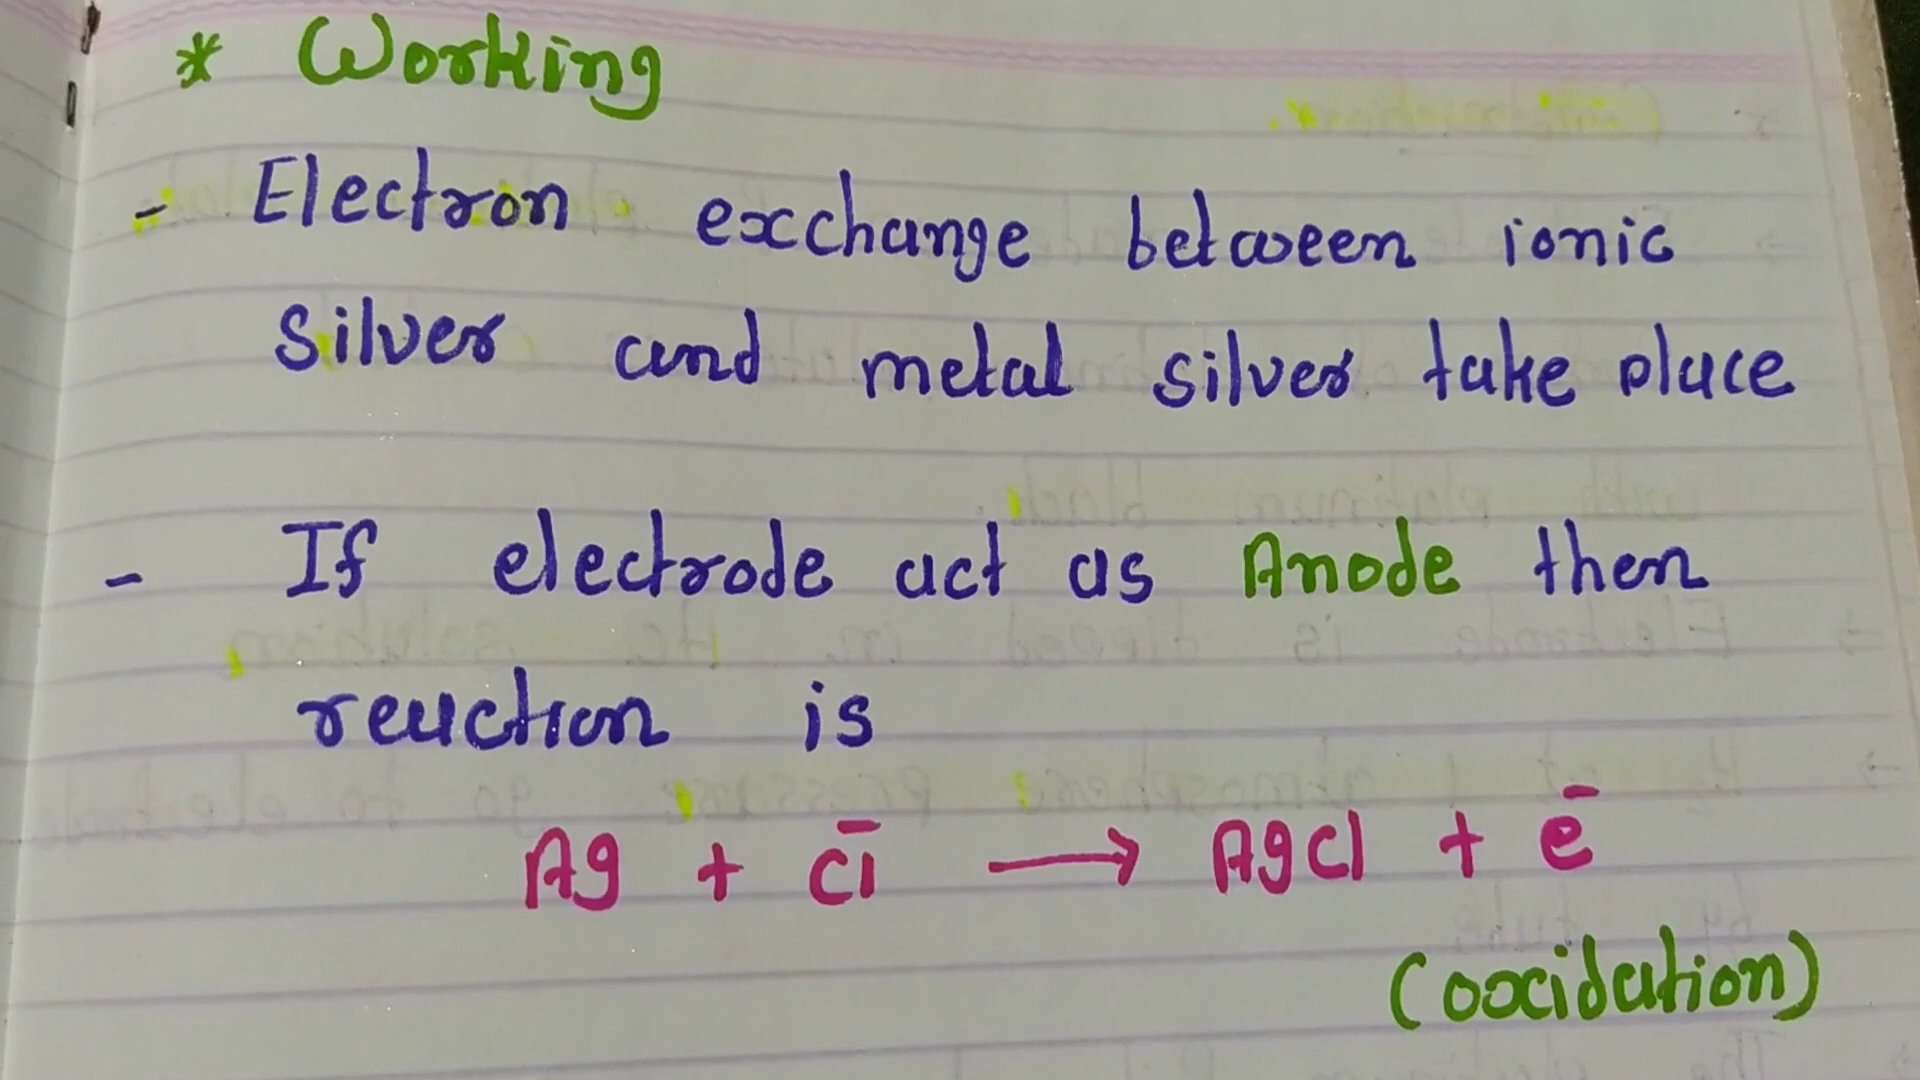 * Working
- Electron exchange between ionic
silver and metal silver take place
- If electrode act as Anode then
reaction is
Ag + Cl⁻ ⟶ AgCl + e⁻
(oxidation)